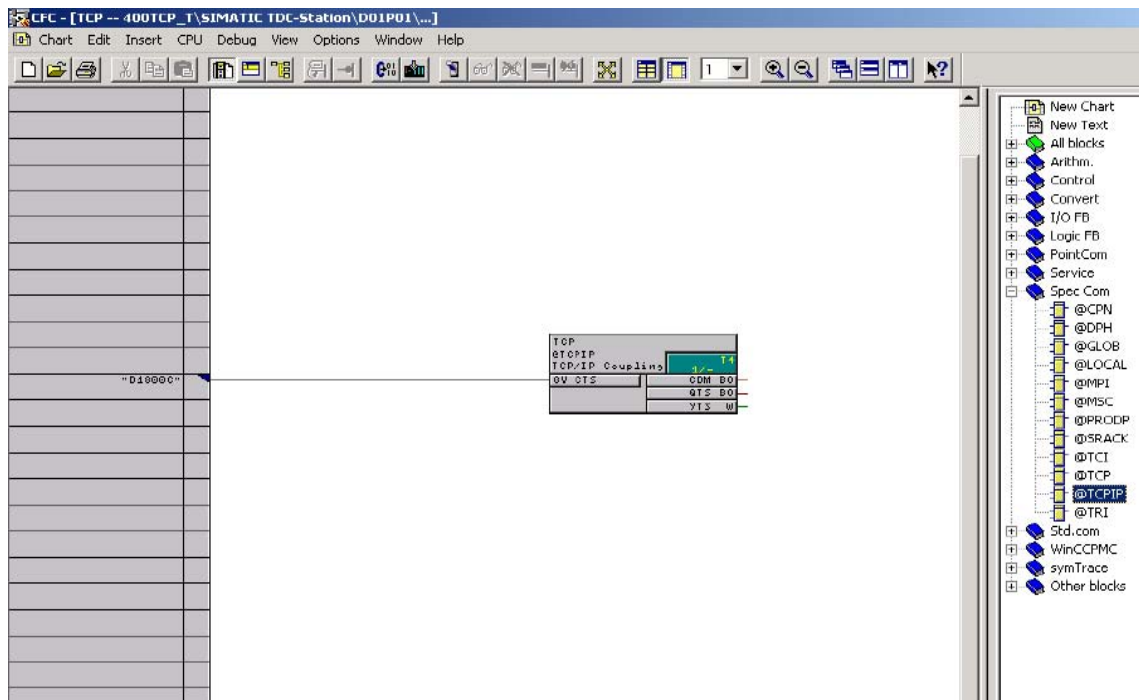 CFC - [TCP -- 400TCP_T\SIMATIC TDC-Station\D01P01\...]
Chart Edit Insert CPU Debug View Options Window Help
1
New Chart
New Text
All blocks
Arithm.
Control
Convert
I/O FB
Logic FB
PointCom
Service
Spec Com
@CPN
@DPH
@GLOB
@LOCAL
@MPI
@MSC
@PRODP
@SRACK
@TCI
@TCP
@TCPIP
@TRI
Std.com
WinCCPMC
symTrace
Other blocks
TCP
@TCPIP
TCP/IP Coupling T4
1/-
"D1800C"
GV CTS
CDM BO
QTS BO
YTS W